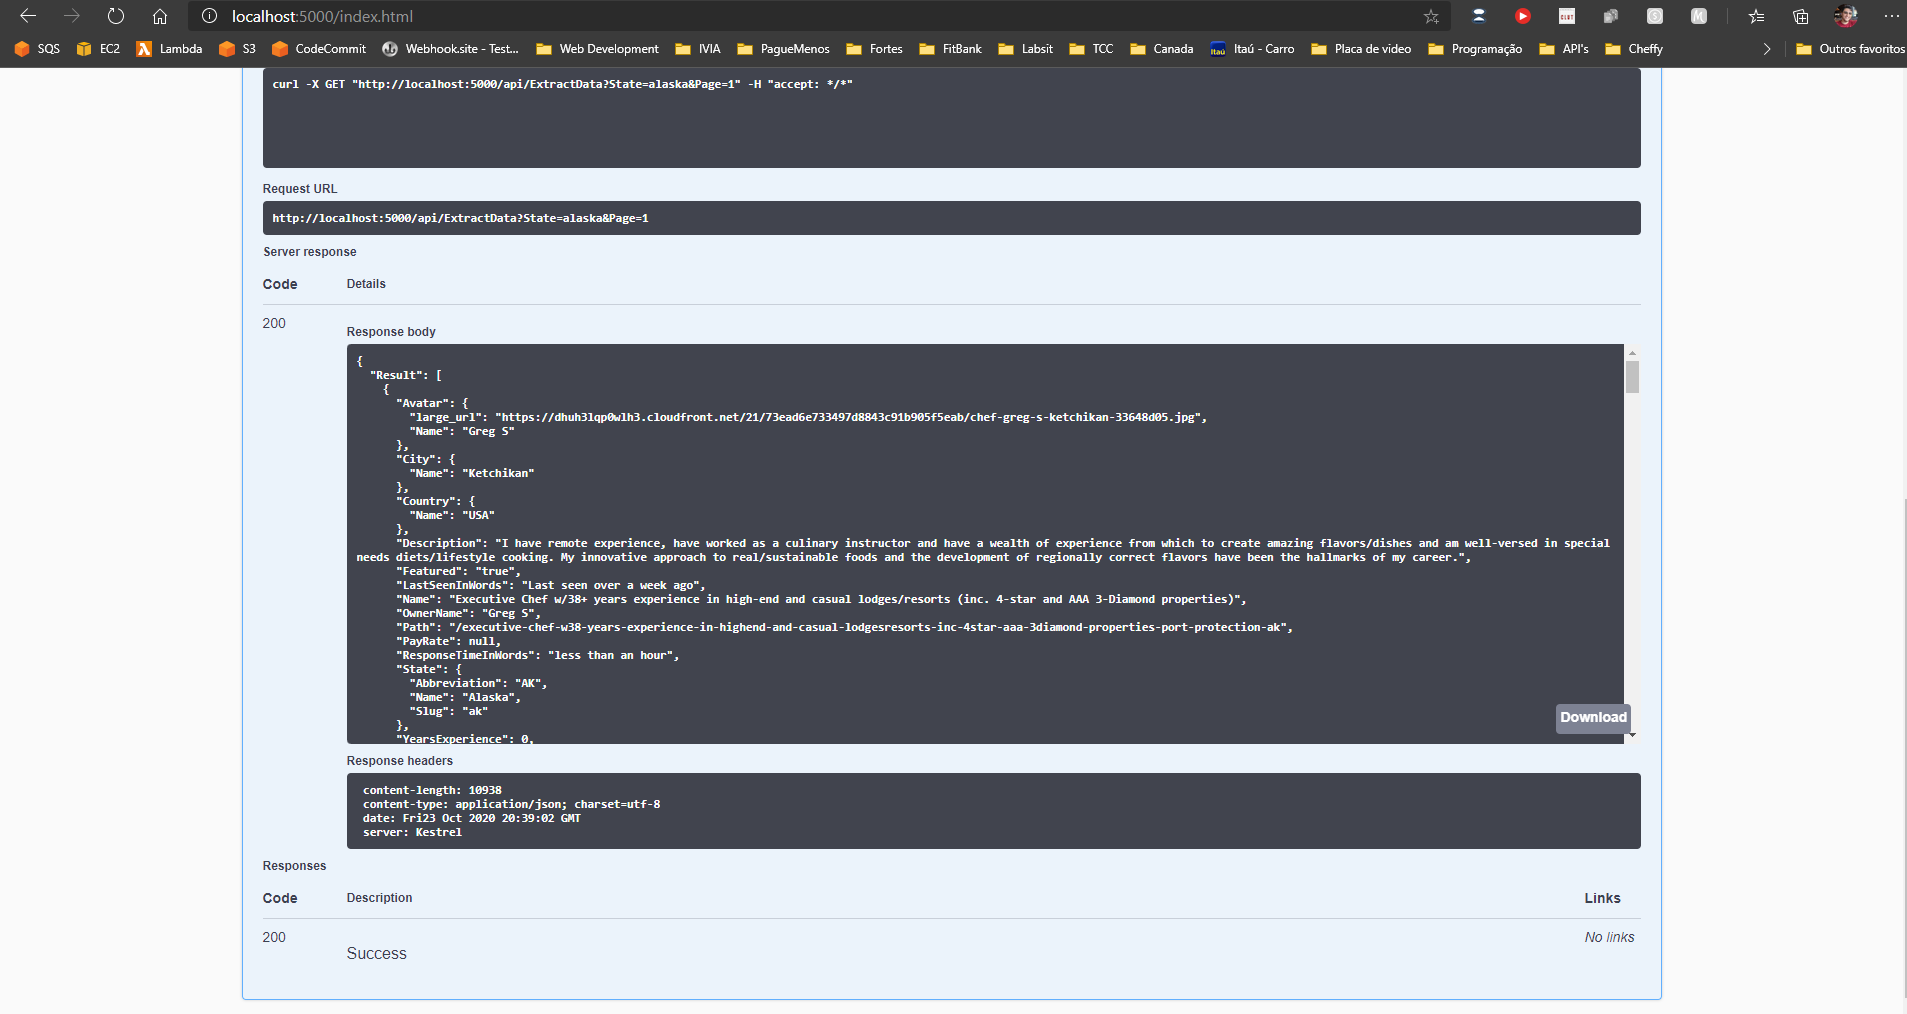 localhost:5000/index.html
SQS EC2 Lambda S3 CodeCommit Webhook.site - Test... Web Development IVIA PagueMenos Fortes FitBank Labsit TCC Canada Itaú - Carro Placa de video Programação API's Cheffy Outros favoritos
curl -X GET "http://localhost:5000/api/ExtractData?State=alaska&Page=1" -H "accept: */*"
Request URL
http://localhost:5000/api/ExtractData?State=alaska&Page=1
Server response
Code Details
200
Response body
{
"Result": [
{
"Avatar": {
"large_url": "https://dhuh3lqp0wlh3.cloudfront.net/21/73ead6e733497d8843c91b905f5eab/chef-greg-s-ketchikan-33648d05.jpg",
"Name": "Greg S"
},
"City": {
"Name": "Ketchikan"
},
"Country": {
"Name": "USA"
},
"Description": "I have remote experience, have worked as a culinary instructor and have a wealth of experience from which to create amazing flavors/dishes and am well-versed in special
needs diets/lifestyle cooking. My innovative approach to real/sustainable foods and the development of regionally correct flavors have been the hallmarks of my career.",
"Featured": "true",
"LastSeenInWords": "Last seen over a week ago",
"Name": "Executive Chef w/38+ years experience in high-end and casual lodges/resorts (inc. 4-star and AAA 3-Diamond properties)",
"OwnerName": "Greg S",
"Path": "/executive-chef-w38-years-experience-in-highend-and-casual-lodgesresorts-inc-4star-aaa-3diamond-properties-port-protection-ak",
"PayRate": null,
"ResponseTimeInWords": "less than an hour",
"State": {
"Abbreviation": "AK",
"Name": "Alaska",
"Slug": "ak"
},
"YearsExperience": 0,
Download
Response headers
content-length: 10938
content-type: application/json; charset=utf-8
date: Fri23 Oct 2020 20:39:02 GMT
server: Kestrel
Responses
Code Description Links
200 Success No links